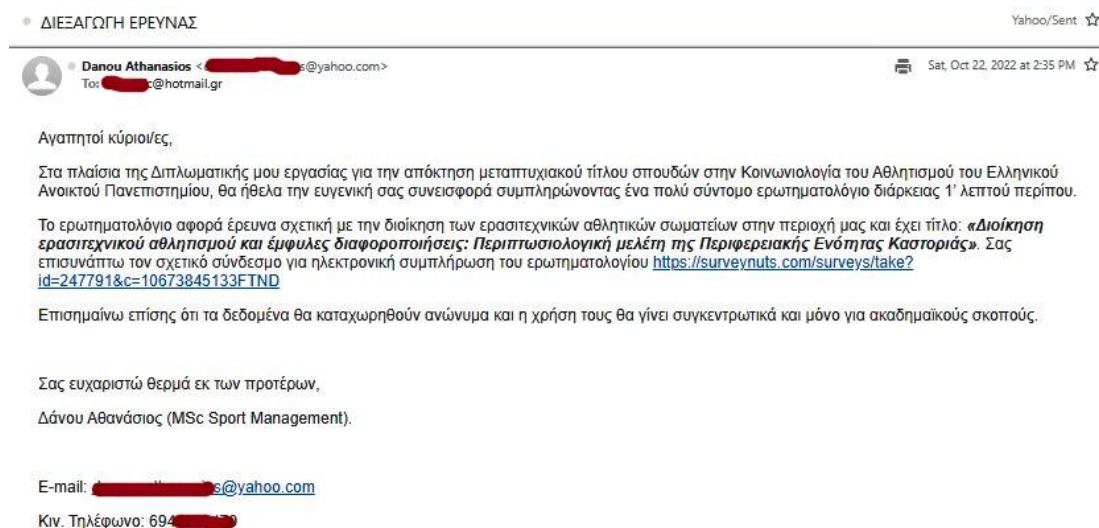 ΔΙΕΞΑΓΩΓΗ ΕΡΕΥΝΑΣ
Yahoo/Sent
Danou Athanasios < s@yahoo.com>
Sat, Oct 22, 2022 at 2:35 PM
To: c@hotmail.gr
Αγαπητοί κύριοι/ες,
Στα πλαίσια της Διπλωματικής μου εργασίας για την απόκτηση μεταπτυχιακού τίτλου σπουδών στην Κοινωνιολογία του Αθλητισμού του Ελληνικού
Ανοικτού Πανεπιστημίου, θα ήθελα την ευγενική σας συνεισφορά συμπληρώνοντας ένα πολύ σύντομο ερωτηματολόγιο διάρκειας 1’ λεπτού περίπου.
Το ερωτηματολόγιο αφορά έρευνα σχετική με την διοίκηση των ερασιτεχνικών αθλητικών σωματείων στην περιοχή μας και έχει τίτλο: «Διοίκηση
ερασιτεχνικού αθλητισμού και έμφυλες διαφοροποιήσεις: Περιπτωσιολογική μελέτη της Περιφερειακής Ενότητας Καστοριάς». Σας
επισυνάπτω τον σχετικό σύνδεσμο για ηλεκτρονική συμπλήρωση του ερωτηματολογίου https://surveynuts.com/surveys/take?
id=247791&c=10673845133FTND
Επισημαίνω επίσης ότι τα δεδομένα θα καταχωρηθούν ανώνυμα και η χρήση τους θα γίνει συγκεντρωτικά και μόνο για ακαδημαϊκούς σκοπούς.
Σας ευχαριστώ θερμά εκ των προτέρων,
Δάνου Αθανάσιος (MSc Sport Management).
E-mail: s@yahoo.com
Κιν. Τηλέφωνο: 694